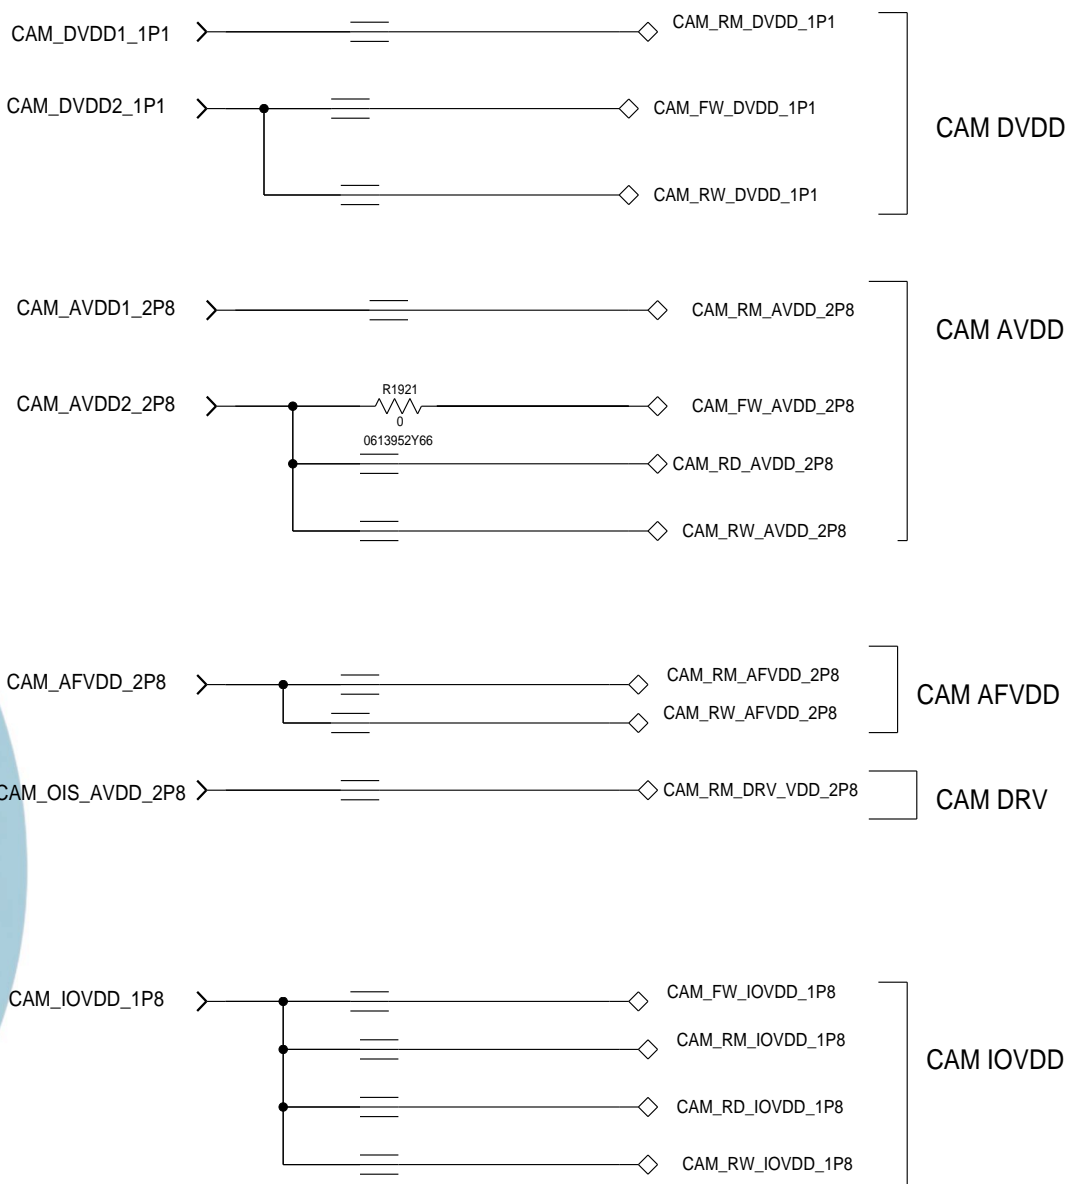 CAM_DVDD1_1P1
CAM_RM_DVDD_1P1
CAM_DVDD2_1P1
CAM_FW_DVDD_1P1
CAM DVDD
CAM_RW_DVDD_1P1
CAM_AVDD1_2P8
CAM_RM_AVDD_2P8
CAM AVDD
R1921
CAM_AVDD2_2P8
CAM_FW_AVDD_2P8
0
0613952Y66
CAM_RD_AVDD_2P8
CAM_RW_AVDD_2P8
CAM_AFVDD_2P8
CAM_RM_AFVDD_2P8
CAM AFVDD
CAM_RW_AFVDD_2P8
CAM_OIS_AVDD_2P8
CAM_RM_DRV_VDD_2P8
CAM DRV
CAM_IOVDD_1P8
CAM_FW_IOVDD_1P8
CAM_RM_IOVDD_1P8
CAM IOVDD
CAM_RD_IOVDD_1P8
CAM_RW_IOVDD_1P8